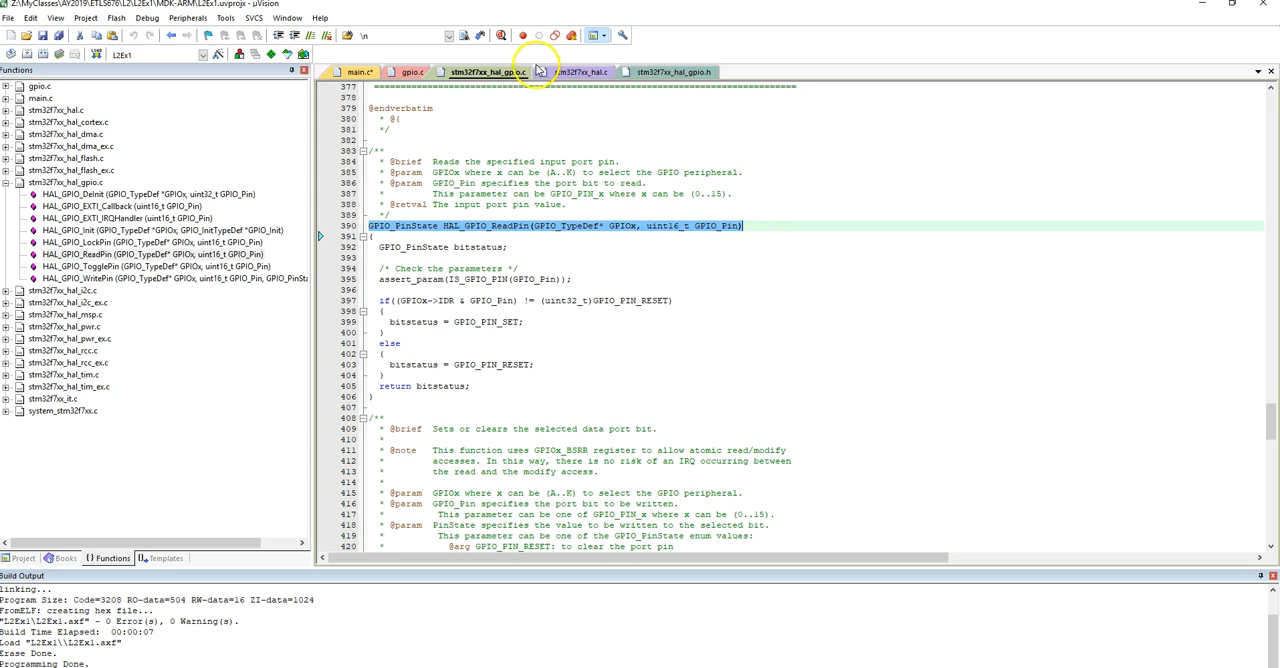 Z:\MyClasses\AY2019\ETLS676\L2\L2Ex1\MDK-ARM\L2Ex1.uvprojx - µVision
File Edit View Project Flash Debug Peripherals Tools SVCS Window Help
\n
LOAD L2Ex1
Functions
main.c* gpio.c stm32f7xx_hal_gpio.c stm32f7xx_hal.c stm32f7xx_hal_gpio.h
gpio.c
main.c
stm32f7xx_hal.c
stm32f7xx_hal_cortex.c
stm32f7xx_hal_dma.c
stm32f7xx_hal_dma_ex.c
stm32f7xx_hal_flash.c
stm32f7xx_hal_flash_ex.c
stm32f7xx_hal_gpio.c
HAL_GPIO_DeInit (GPIO_TypeDef *GPIOx, uint32_t GPIO_Pin)
HAL_GPIO_EXTI_Callback (uint16_t GPIO_Pin)
HAL_GPIO_EXTI_IRQHandler (uint16_t GPIO_Pin)
HAL_GPIO_Init (GPIO_TypeDef *GPIOx, GPIO_InitTypeDef *GPIO_Init)
HAL_GPIO_LockPin (GPIO_TypeDef *GPIOx, uint16_t GPIO_Pin)
HAL_GPIO_ReadPin (GPIO_TypeDef *GPIOx, uint16_t GPIO_Pin)
HAL_GPIO_TogglePin (GPIO_TypeDef *GPIOx, uint16_t GPIO_Pin)
HAL_GPIO_WritePin (GPIO_TypeDef *GPIOx, uint16_t GPIO_Pin, GPIO_PinSta
stm32f7xx_hal_i2c.c
stm32f7xx_hal_i2c_ex.c
stm32f7xx_hal_msp.c
stm32f7xx_hal_pwr.c
stm32f7xx_hal_pwr_ex.c
stm32f7xx_hal_rcc.c
stm32f7xx_hal_rcc_ex.c
stm32f7xx_hal_tim.c
stm32f7xx_hal_tim_ex.c
stm32f7xx_it.c
system_stm32f7xx.c
377 ===============================================================================
378
379 @endverbatim
380 * @{
381 */
382
383 /**
384 * @brief Reads the specified input port pin.
385 * @param GPIOx where x can be (A..K) to select the GPIO peripheral.
386 * @param GPIO_Pin specifies the port bit to read.
387 * This parameter can be GPIO_PIN_x where x can be (0..15).
388 * @retval The input port pin value.
389 */
390 GPIO_PinState HAL_GPIO_ReadPin(GPIO_TypeDef* GPIOx, uint16_t GPIO_Pin)
391 {
392 GPIO_PinState bitstatus;
393
394 /* Check the parameters */
395 assert_param(IS_GPIO_PIN(GPIO_Pin));
396
397 if((GPIOx->IDR & GPIO_Pin) != (uint32_t)GPIO_PIN_RESET)
398 {
399 bitstatus = GPIO_PIN_SET;
400 }
401 else
402 {
403 bitstatus = GPIO_PIN_RESET;
404 }
405 return bitstatus;
406 }
407
408 /**
409 * @brief Sets or clears the selected data port bit.
410 *
411 * @note This function uses GPIOx_BSRR register to allow atomic read/modify
412 * accesses. In this way, there is no risk of an IRQ occurring between
413 * the read and the modify access.
414 *
415 * @param GPIOx where x can be (A..K) to select the GPIO peripheral.
416 * @param GPIO_Pin specifies the port bit to be written.
417 * This parameter can be one of GPIO_PIN_x where x can be (0..15).
418 * @param PinState specifies the value to be written to the selected bit.
419 * This parameter can be one of the GPIO_PinState enum values:
420 * @arg GPIO_PIN_RESET: to clear the port pin
Project Books {} Functions Templates
Build Output
linking...
Program Size: Code=3208 RO-data=504 RW-data=16 ZI-data=1024
FromELF: creating hex file...
"L2Ex1\L2Ex1.axf" - 0 Error(s), 0 Warning(s).
Build Time Elapsed: 00:00:07
Load "L2Ex1\\L2Ex1.axf"
Erase Done.
Programming Done.